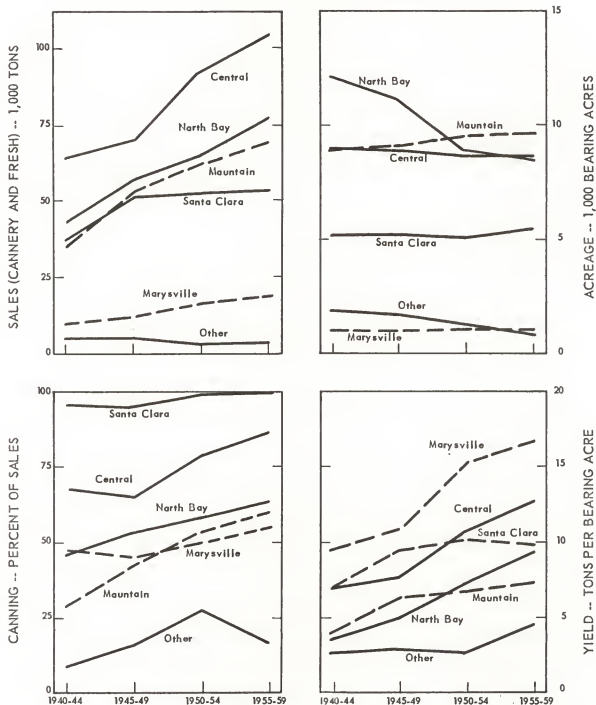 SALES (CANNERY AND FRESH) -- 1,000 TONS
100
75
50
25
0
Central
North Bay
Mountain
Santa Clara
Marysville
Other
15
10
5
0
ACREAGE -- 1,000 BEARING ACRES
North Bay
Mauntain
Central
Santa Clara
Other
Marysville
CANNING -- PERCENT OF SALES
100
75
50
25
0
Santa Clara
Central
North Bay
Marysville
Mauntain
Other
1940-44
1945-49
1950-54
1955-59
20
15
10
5
0
YIELD -- TONS PER BEARING ACRE
Marysville
Central
Santa Clara
Mauntain
North Bay
Other
1940-44
1945-49
1950-54
1955-59